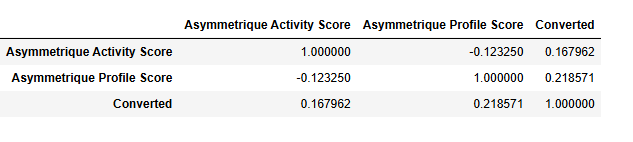 Asymmetrique Activity Score Asymmetrique Profile Score Converted
Asymmetrique Activity Score 1.000000 -0.123250 0.167962
Asymmetrique Profile Score -0.123250 1.000000 0.218571
Converted 0.167962 0.218571 1.000000